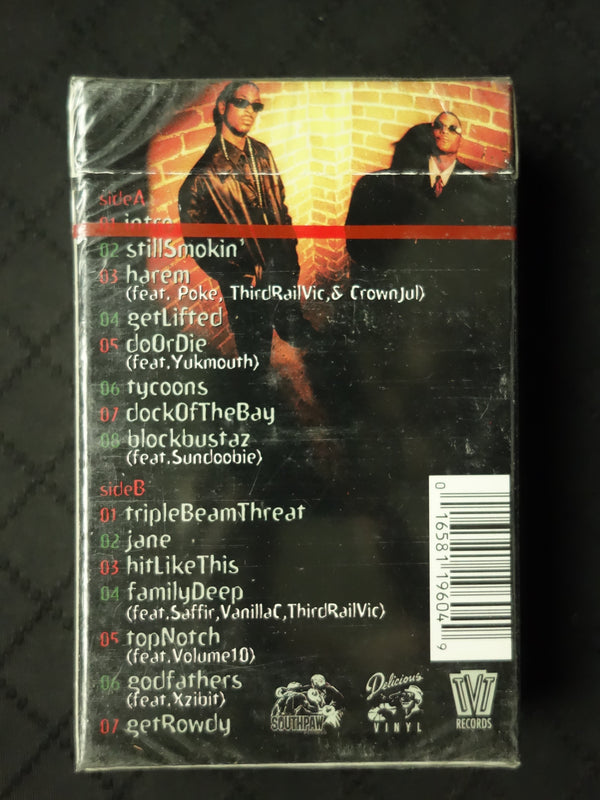 sideA
01 intro
02 stillSmokin'
03 harem
(feat. Poke, ThirdRailVic,& CrownJul)
04 getLifted
05 doOrDie
(feat.Yukmouth)
06 tycoons
07 dockOfTheBay
08 blockbustaz
(feat.Sundoobie)
sideB
01 tripleBeamThreat
02 jane
03 hitLikeThis
04 familyDeep
(feat.Saffir,VanillaC,ThirdRailVic)
05 topNotch
(feat.Volume10)
06 godfathers
(feat.Xzibit)
07 getRowdy
0 16581 19604 9
SOUTHPAW
Delicious
VINYL
TVT
RECORDS